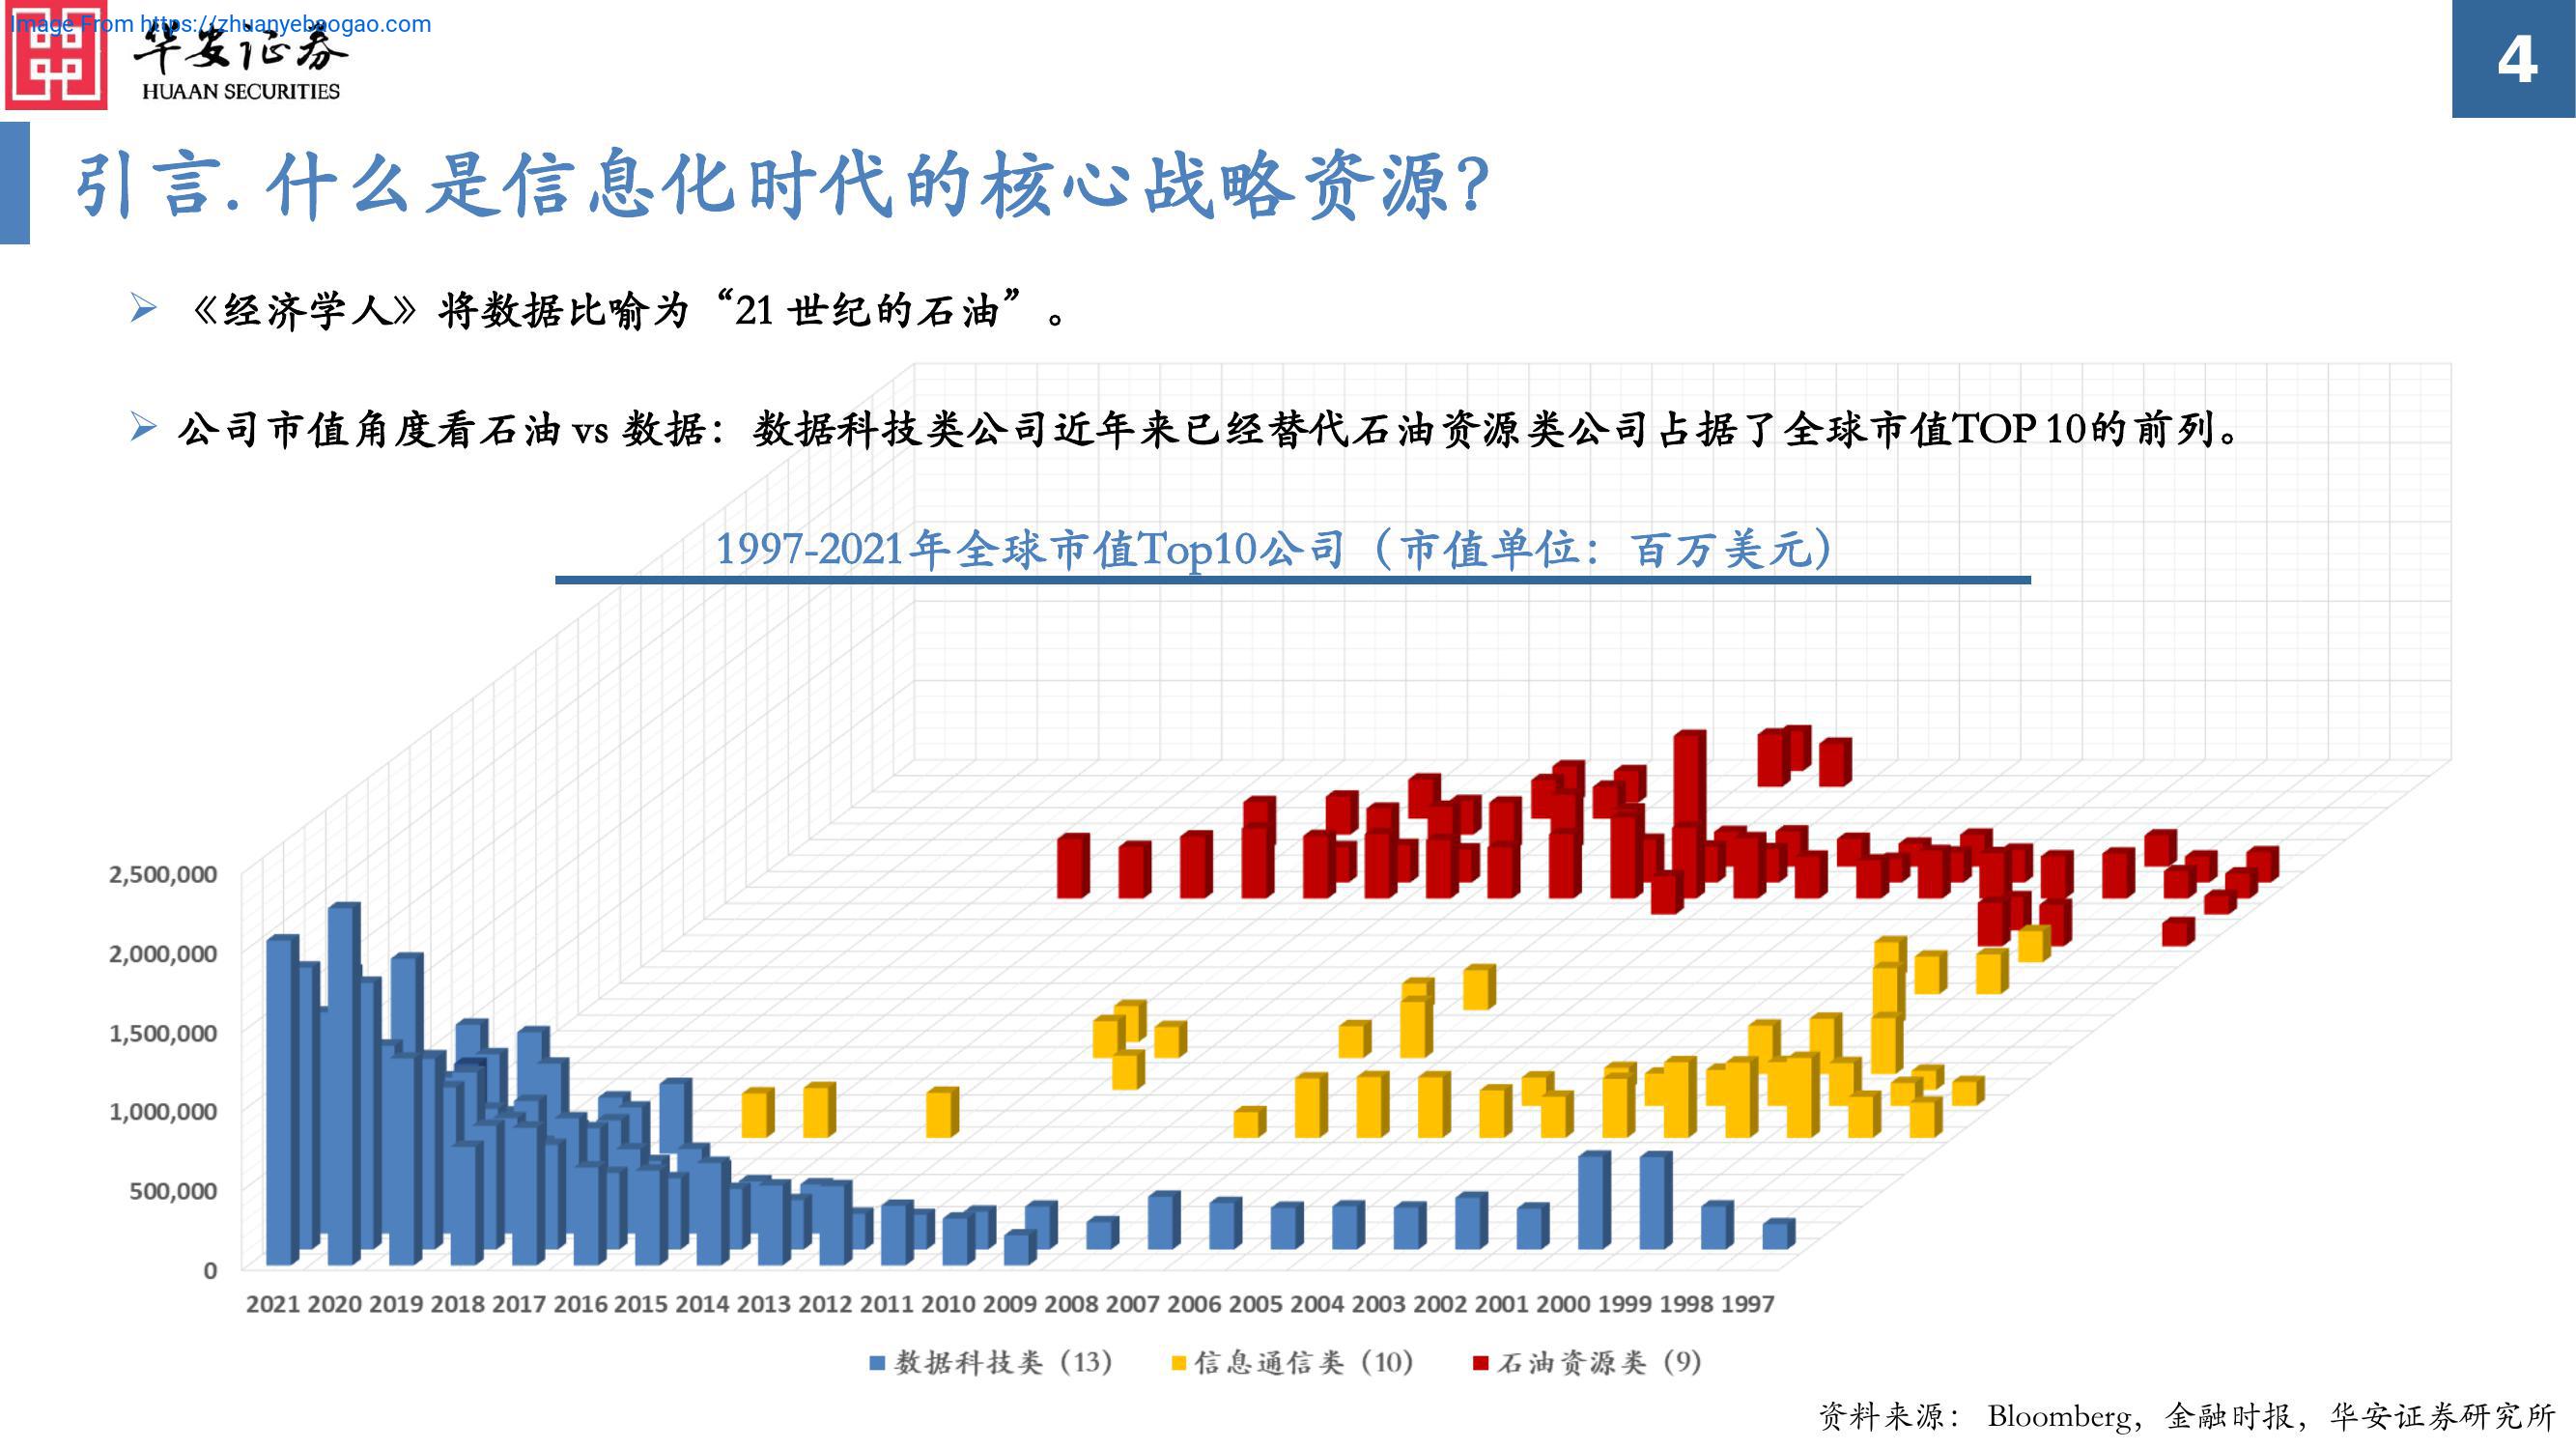 Image From https://zhuanyebaogao.com
华安证券
HUAAN SECURITIES
4
引言. 什么是信息化时代的核心战略资源?
《经济学人》将数据比喻为“21 世纪的石油”。
公司市值角度看石油 vs 数据：数据科技类公司近年来已经替代石油资源类公司占据了全球市值TOP 10的前列。
1997-2021年全球市值Top10公司（市值单位：百万美元）
2,500,000
2,000,000
1,500,000
1,000,000
500,000
0
2021 2020 2019 2018 2017 2016 2015 2014 2013 2012 2011 2010 2009 2008 2007 2006 2005 2004 2003 2002 2001 2000 1999 1998 1997
数据科技类（13） 信息通信类（10） 石油资源类（9）
资料来源： Bloomberg，金融时报，华安证券研究所